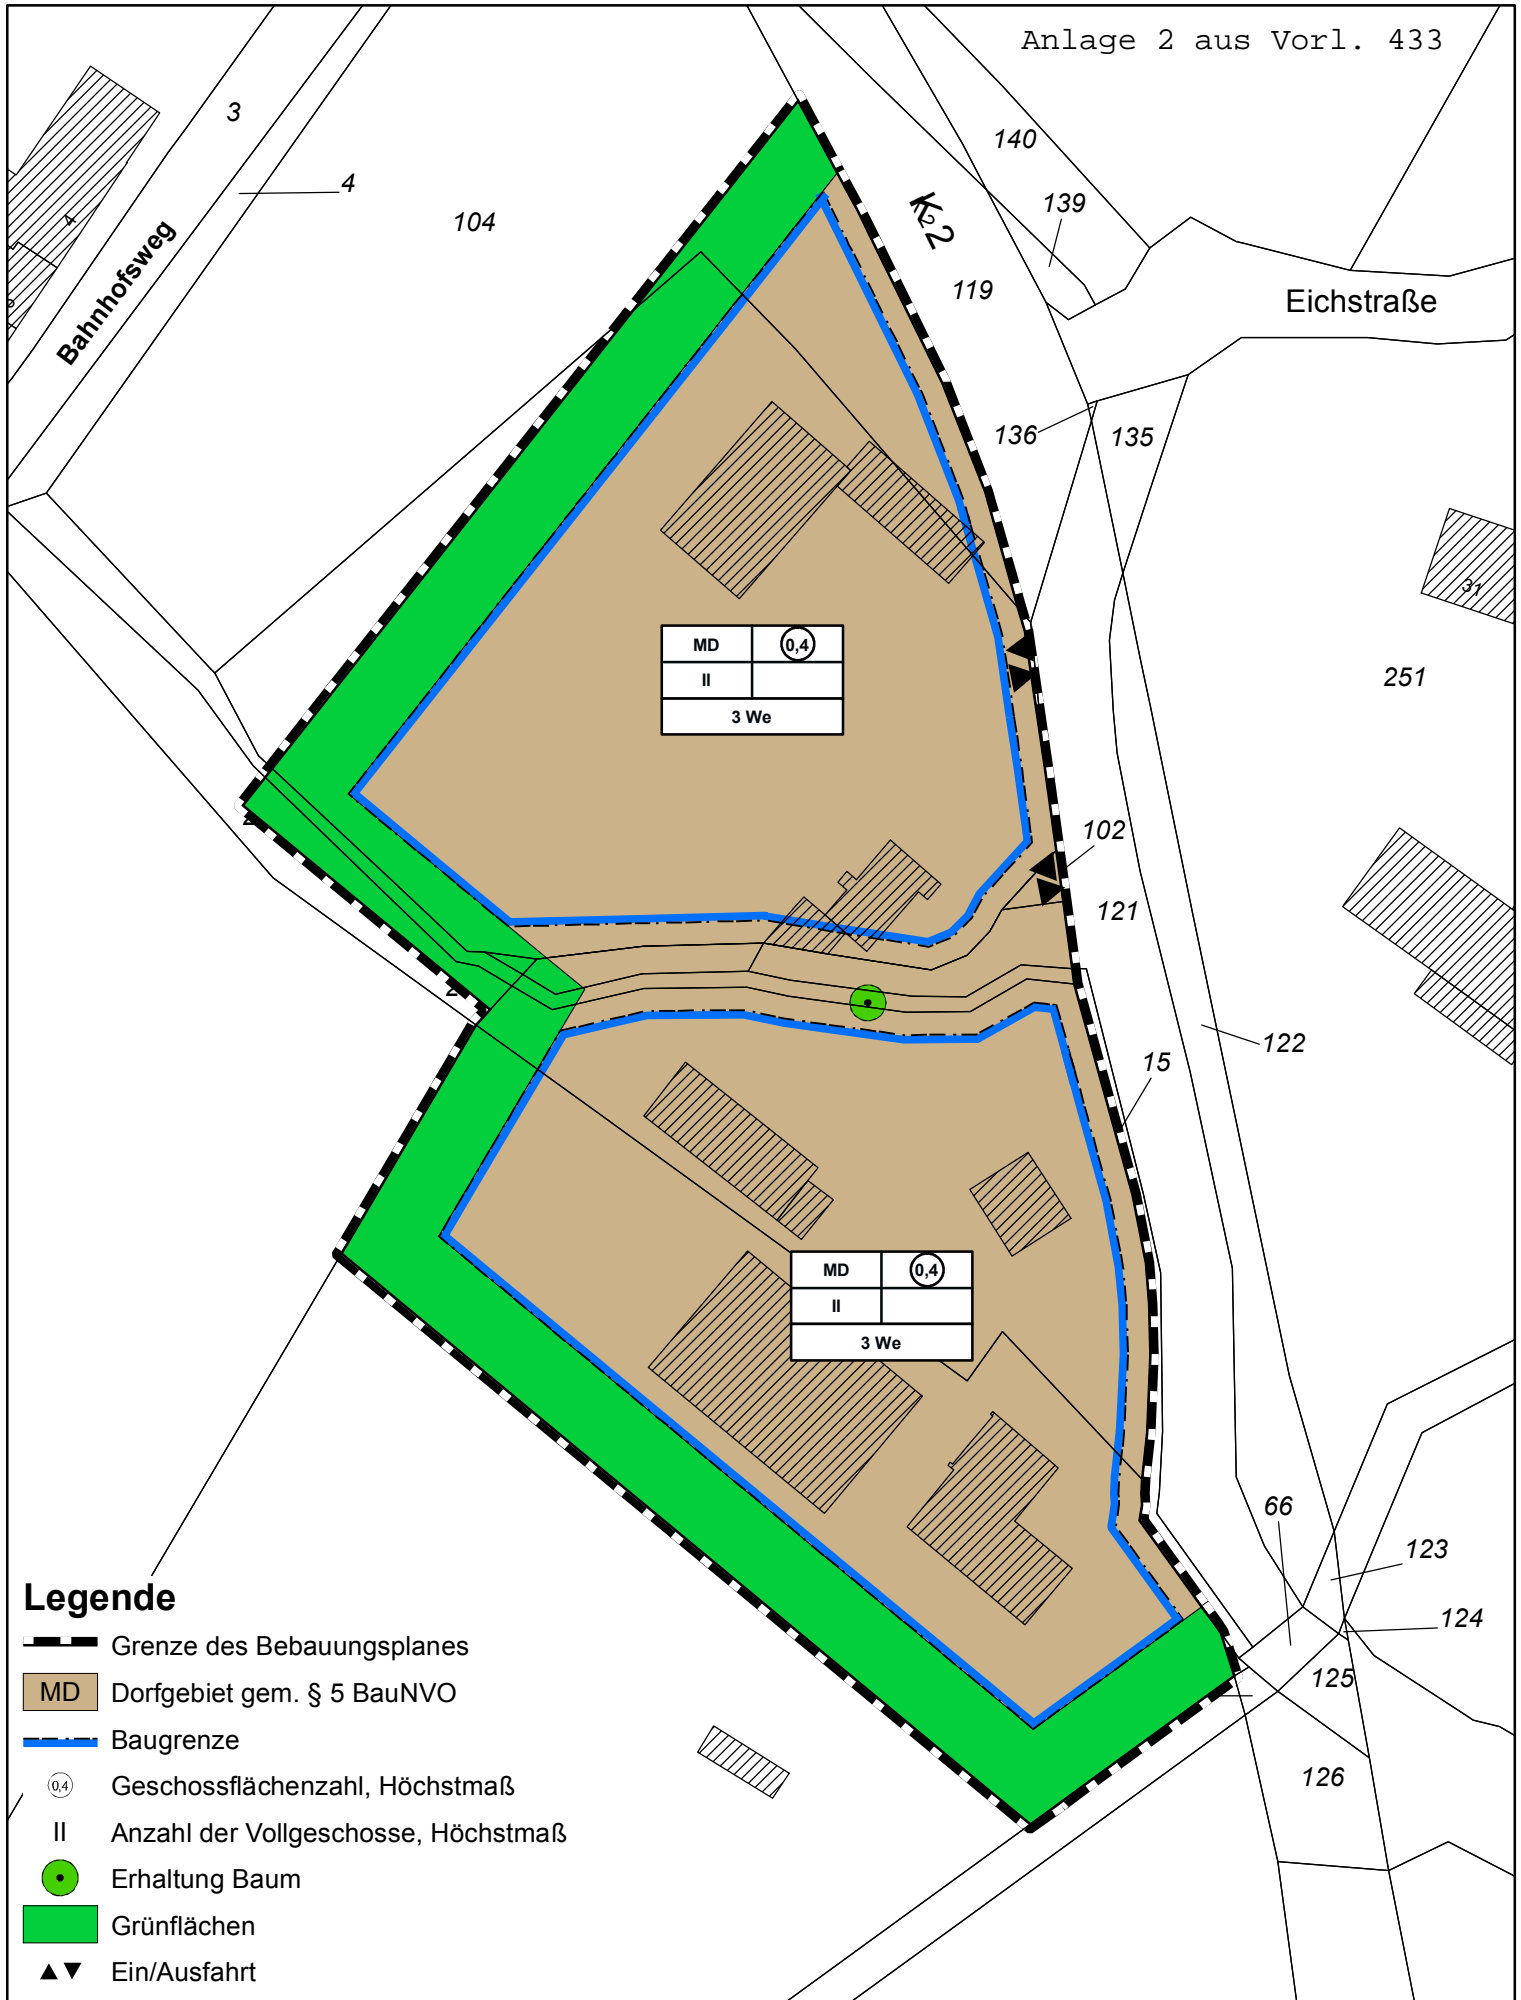 Anlage 2 aus Vorl. 433
3
140
4
4
139
104
K 2
119
Bahnhofsweg
Eichstraße
136
135
31
MD 0,4
II
3 We
251
102
121
122
15
MD 0,4
II
3 We
66
123
124
125
126
Legende
Grenze des Bebauungsplanes
MD Dorfgebiet gem. § 5 BauNVO
Baugrenze
0,4 Geschossflächenzahl, Höchstmaß
II Anzahl der Vollgeschosse, Höchstmaß
Erhaltung Baum
Grünflächen
Ein/Ausfahrt